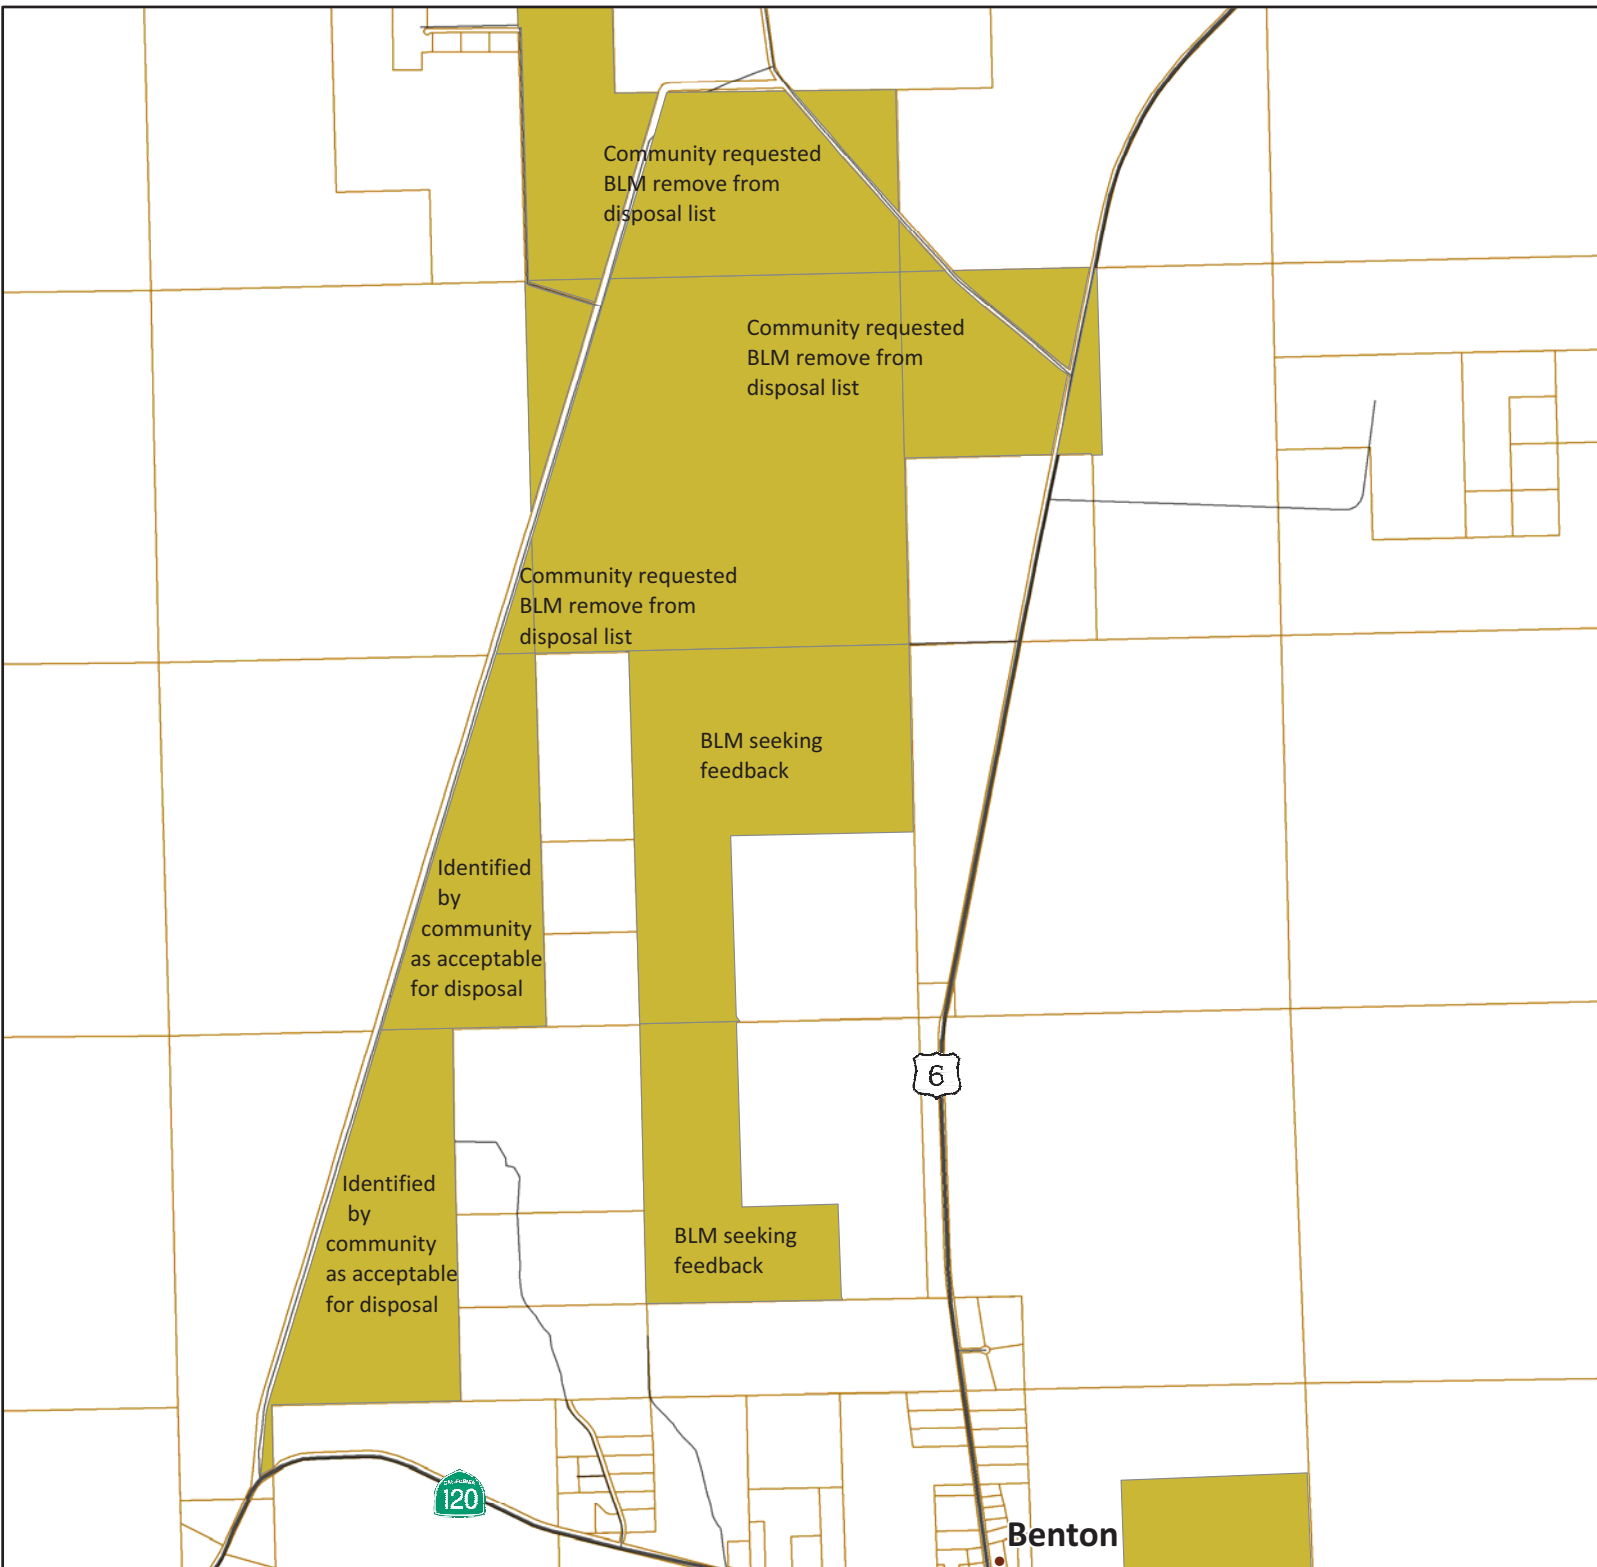 Community requested
BLM remove from
disposal list
Community requested
BLM remove from
disposal list
Community requested
BLM remove from
disposal list
BLM seeking
feedback
Identified
by
community
as acceptable
for disposal
6
Identified
by
community
as acceptable
for disposal
BLM seeking
feedback
CALIFORNIA
120
Benton